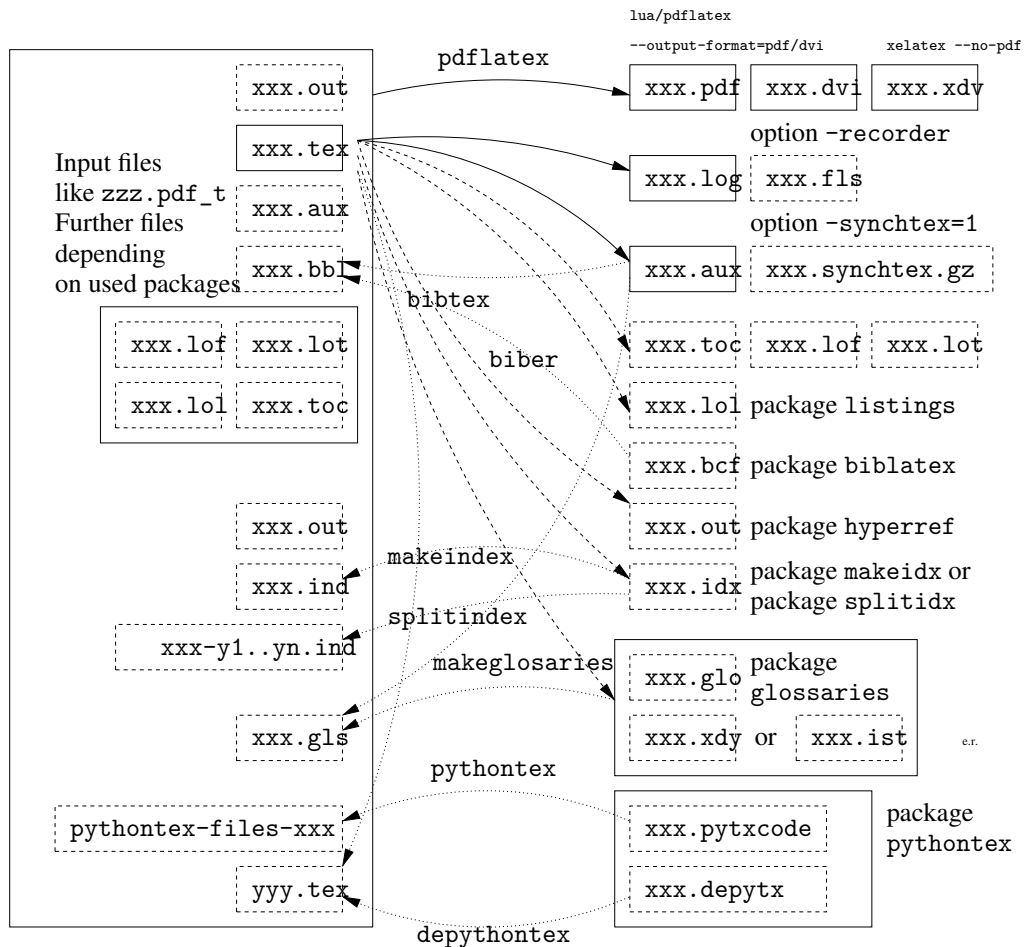 lua/pdflatex
--output-format=pdf/dvi xelatex --no-pdf
pdflatex
xxx.out xxx.pdf xxx.dvi xxx.xdv
option -recorder
xxx.tex
Input files
like zzz.pdf_t
xxx.log xxx.fls
xxx.aux
Further files
option -synchtex=1
depending
on used packages
xxx.bbl xxx.aux xxx.synchtex.gz
bibtex
xxx.lof xxx.lot biber xxx.toc xxx.lof xxx.lot
xxx.lol xxx.toc xxx.lol package listings
xxx.bcf package biblatex
xxx.out xxx.out package hyperref
makeindex
xxx.ind xxx.idx package makeidx or
package splitidx
splitindex
xxx-y1..yn.ind
makeglosaries
xxx.glo package
glossaries
xxx.gls xxx.xdy or xxx.ist e.r.
pythontex
pythontex-files-xxx xxx.pytxcode package
pythontex
yyy.tex xxx.depytx
depythontex